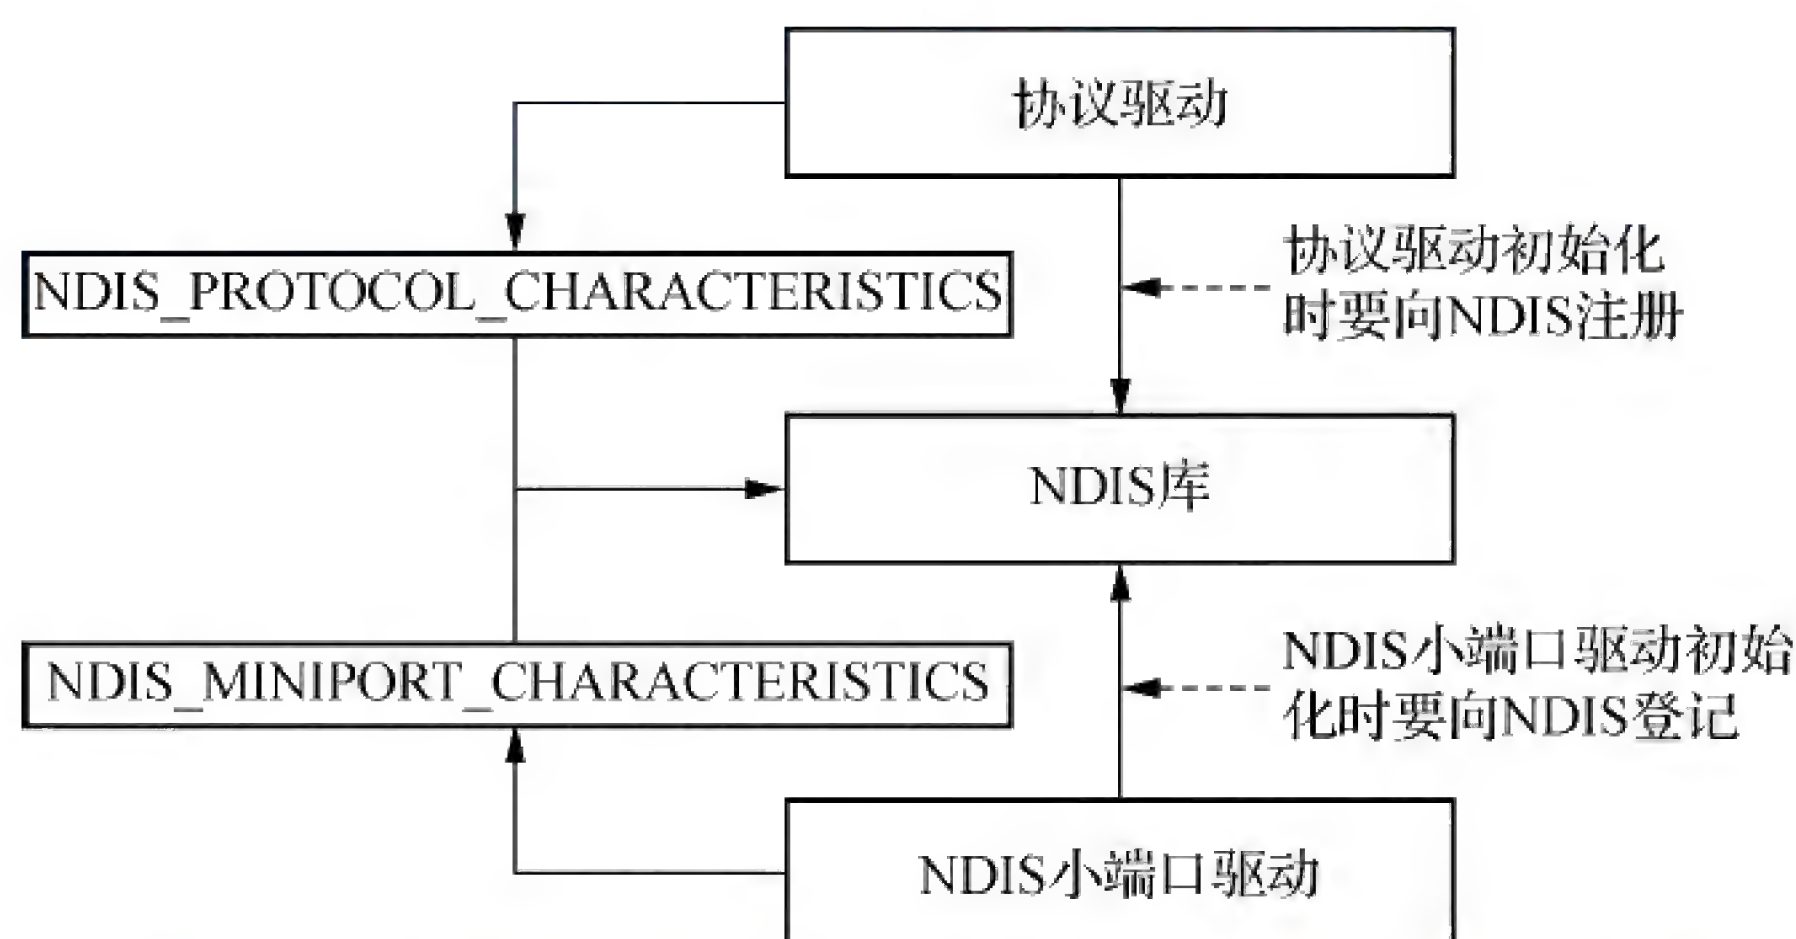 协议驱动
NDIS_PROTOCOL_CHARACTERISTICS
协议驱动初始化
时要向NDIS注册
NDIS库
NDIS_MINIPORT_CHARACTERISTICS
NDIS小端口驱动初始
化时要向NDIS登记
NDIS小端口驱动